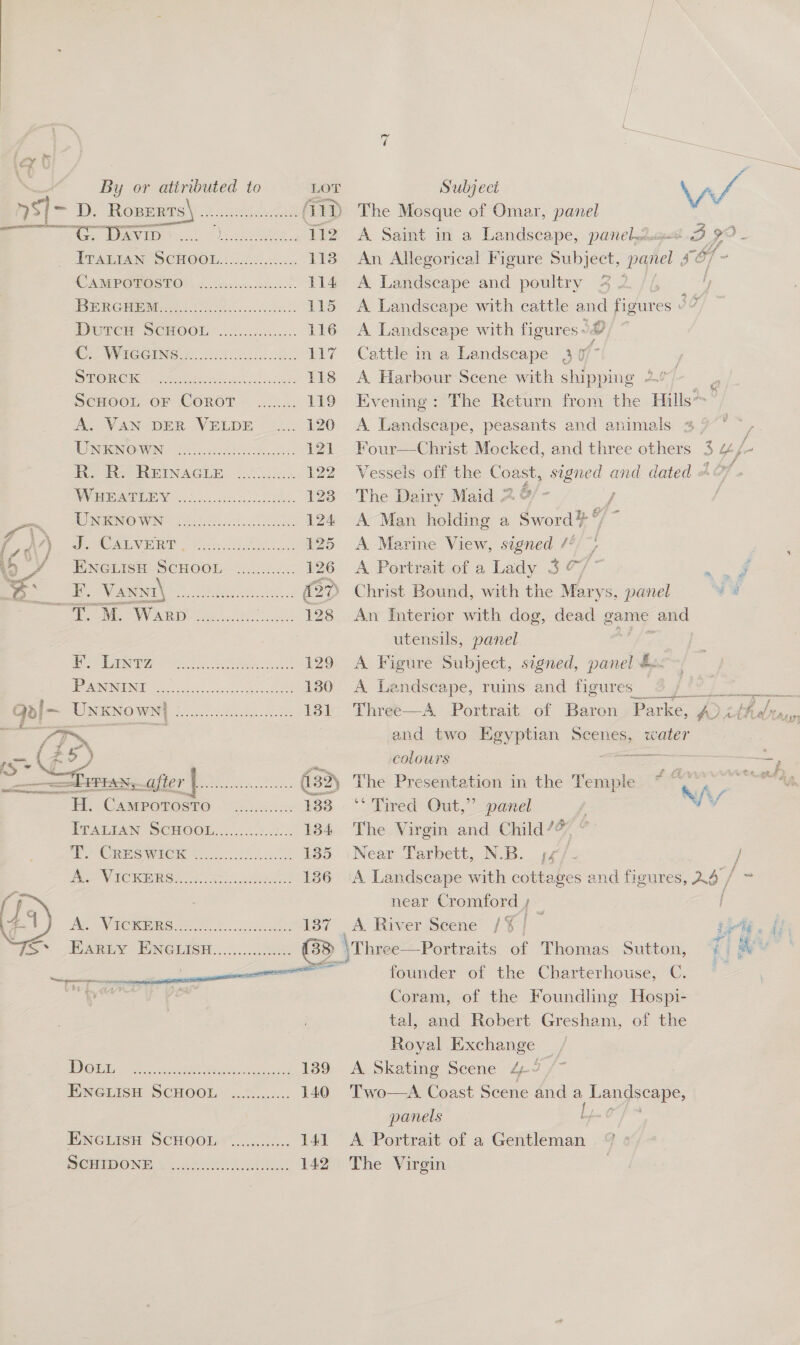 7
By or attributed to LOT Subject
D. ROBERTS ..................... 111 The Mosque of Omar, panel
G. DAVID ..................... 112 A Saint in a Landscape, panel
ITALIAN SCHOOL............... 113 An Allegorical Figure Subject, panel
CAMPOTOSTO ............... 114 A Landscape and poultry
BERGHEM........................ 115 A Landscape with cattle and figures
DUTCH SCHOOL ............... 116 A Landscape with figures
C. WIGGINS..................... 117 Cattle in a Landscape 30/-
STORCK ........................ 118 A Harbour Scene with shipping
SCHOOL OF COROT ........ 119 Evening: The Return from the Hills
A. VAN DER VELDE .... 120 A Landscape, peasants and animals
UNKNOWN ..................... 121 Four—Christ Mocked, and three others
R. R. REINAGLE ............ 122 Vessels off the Coast, signed and dated
WHEATLEY ..................... 123 The Dairy Maid
UNKNOWN ..................... 124 A Man holding a Sword
J. CALVERT .................. 125 A Marine View, signed
ENGLISH SCHOOL ............ 126 A Portrait of a Lady
F. VANNI ..................... 127 Christ Bound, with the Marys, panel
T. M. WARD .................. 128 An Interior with dog, dead game and
utensils, panel
F. LINTZ ..................... 129 A Figure Subject, signed, panel
PANNINI ........................ 130 A Landscape, ruins and figures
90/- UNKNOWN ........................ 131 Three—A Portrait of Baron Parke,
and two Egyptian Scenes, water
colours
TITIAN, after ..................... 132 The Presentation in the Temple
H. CAMPOTOSTO ............ 133 “Tired Out,” panel
ITALIAN SCHOOL............... 134 The Virgin and Child
T. CRESWICK .................. 135 Near Tarbett, N.B.
A. VICKERS..................... 136 A Landscape with cottages and figures,
near Cromford
A. VICKERS..................... 137 A River Scene
EARLY ENGLISH............... 138 Three—Portraits of Thomas Sutton,
founder of the Charterhouse, C.
Coram, of the Foundling Hospi-
tal, and Robert Gresham, of the
Royal Exchange
DOLL ........................... 139 A Skating Scene
ENGLISH SCHOOL ............ 140 Two—A Coast Scene and a Landscape,
panels
ENGLISH SCHOOL ............ 141 A Portrait of a Gentleman
SCHIDONE ..................... 142 The Virgin